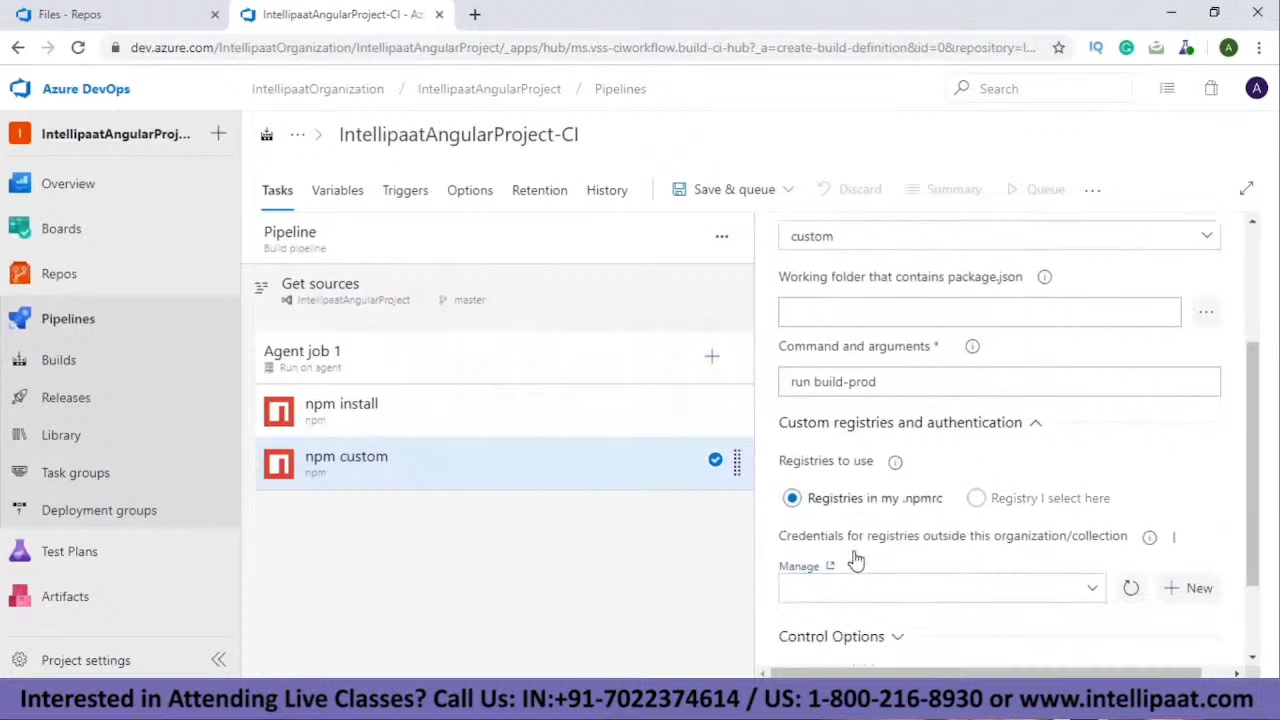 Files - Repos
IntellipaatAngularProject-CI - Az
dev.azure.com/IntellipaatOrganization/IntellipaatAngularProject/_apps/hub/ms.vss-ciworkflow.build-ci-hub?_a=create-build-definition&id=0&repository=I...
IQ
A
Azure DevOps
IntellipaatOrganization / IntellipaatAngularProject / Pipelines
Search
A
I
IntellipaatAngularProj...
Overview
Boards
Repos
Pipelines
Builds
Releases
Library
Task groups
Deployment groups
Test Plans
Artifacts
Project settings
... > IntellipaatAngularProject-CI
Tasks Variables Triggers Options Retention History
Save & queue Discard Summary Queue ...
Pipeline
Build pipeline
Get sources
IntellipaatAngularProject master
Agent job 1
Run on agent
npm install
npm
npm custom
npm
custom
Working folder that contains package.json
Command and arguments *
run build-prod
Custom registries and authentication
Registries to use
Registries in my .npmrc Registry I select here
Credentials for registries outside this organization/collection |
Manage
+ New
Control Options
Interested in Attending Live Classes? Call Us: IN:+91-7022374614 / US: 1-800-216-8930 or www.intellipaat.com